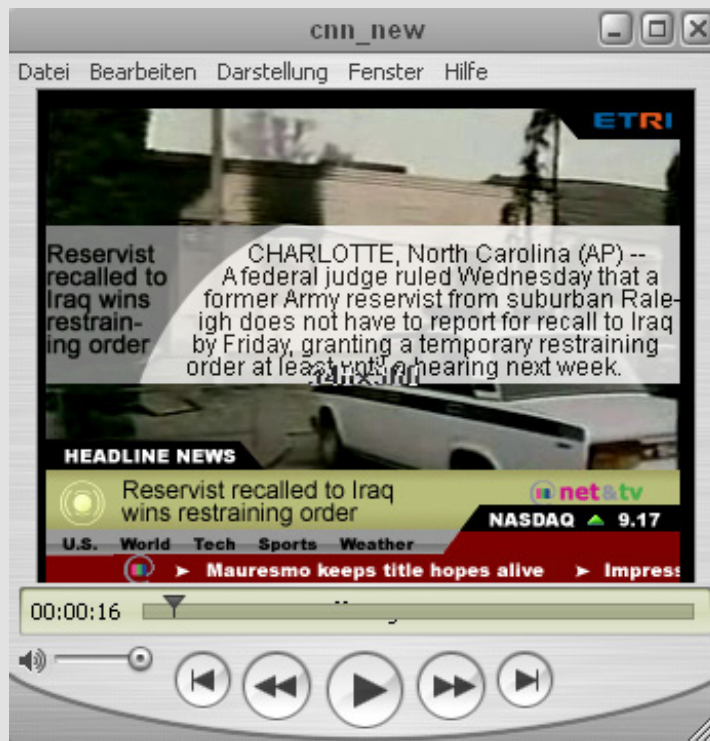 cnn_new
Datei Bearbeiten Darstellung Fenster Hilfe
ETRI
Reservist
recalled to
Iraq wins
restrain-
ing order
CHARLOTTE, North Carolina (AP) --
A federal judge ruled Wednesday that a
former Army reservist from suburban Rale-
igh does not have to report for recall to Iraq
by Friday, granting a temporary restraining
order at least until a hearing next week.
HEADLINE NEWS
Reservist recalled to Iraq
wins restraining order
net&tv
NASDAQ 9.17
U.S. World Tech Sports Weather
Mauresmo keeps title hopes alive Impress
00:00:16